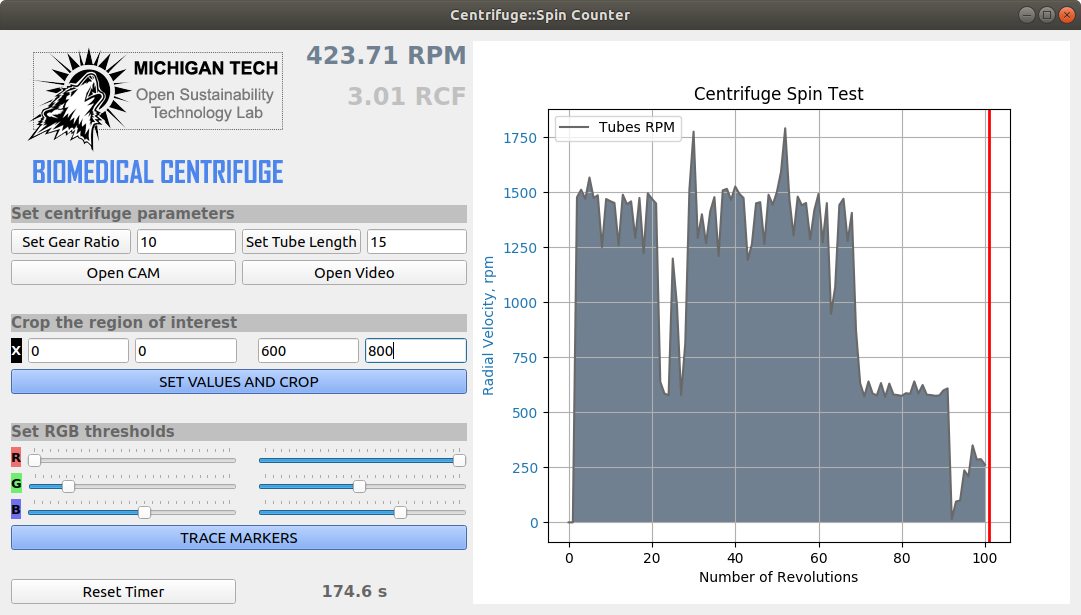 Centrifuge::Spin Counter
MICHIGAN TECH
Open Sustainability
Technology Lab
BIOMEDICAL CENTRIFUGE
423.71 RPM
3.01 RCF
Set centrifuge parameters
Set Gear Ratio 10 Set Tube Length 15
Open CAM Open Video
Crop the region of interest
X 0 0 600 800
SET VALUES AND CROP
Set RGB thresholds
R
G
B
TRACE MARKERS
Reset Timer 174.6 s
Centrifuge Spin Test
Tubes RPM
Radial Velocity, rpm
1750
1500
1250
1000
750
500
250
0
0 20 40 60 80 100
Number of Revolutions